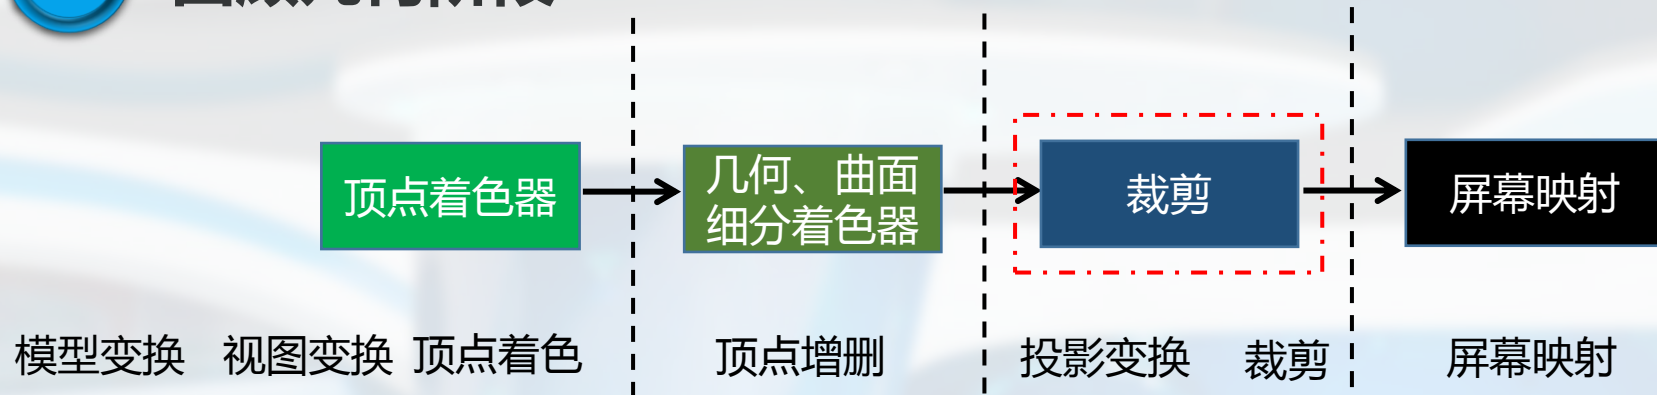 顶点着色器
几何、曲面
细分着色器
裁剪
屏幕映射
模型变换 视图变换 顶点着色
顶点增删
投影变换 裁剪
屏幕映射